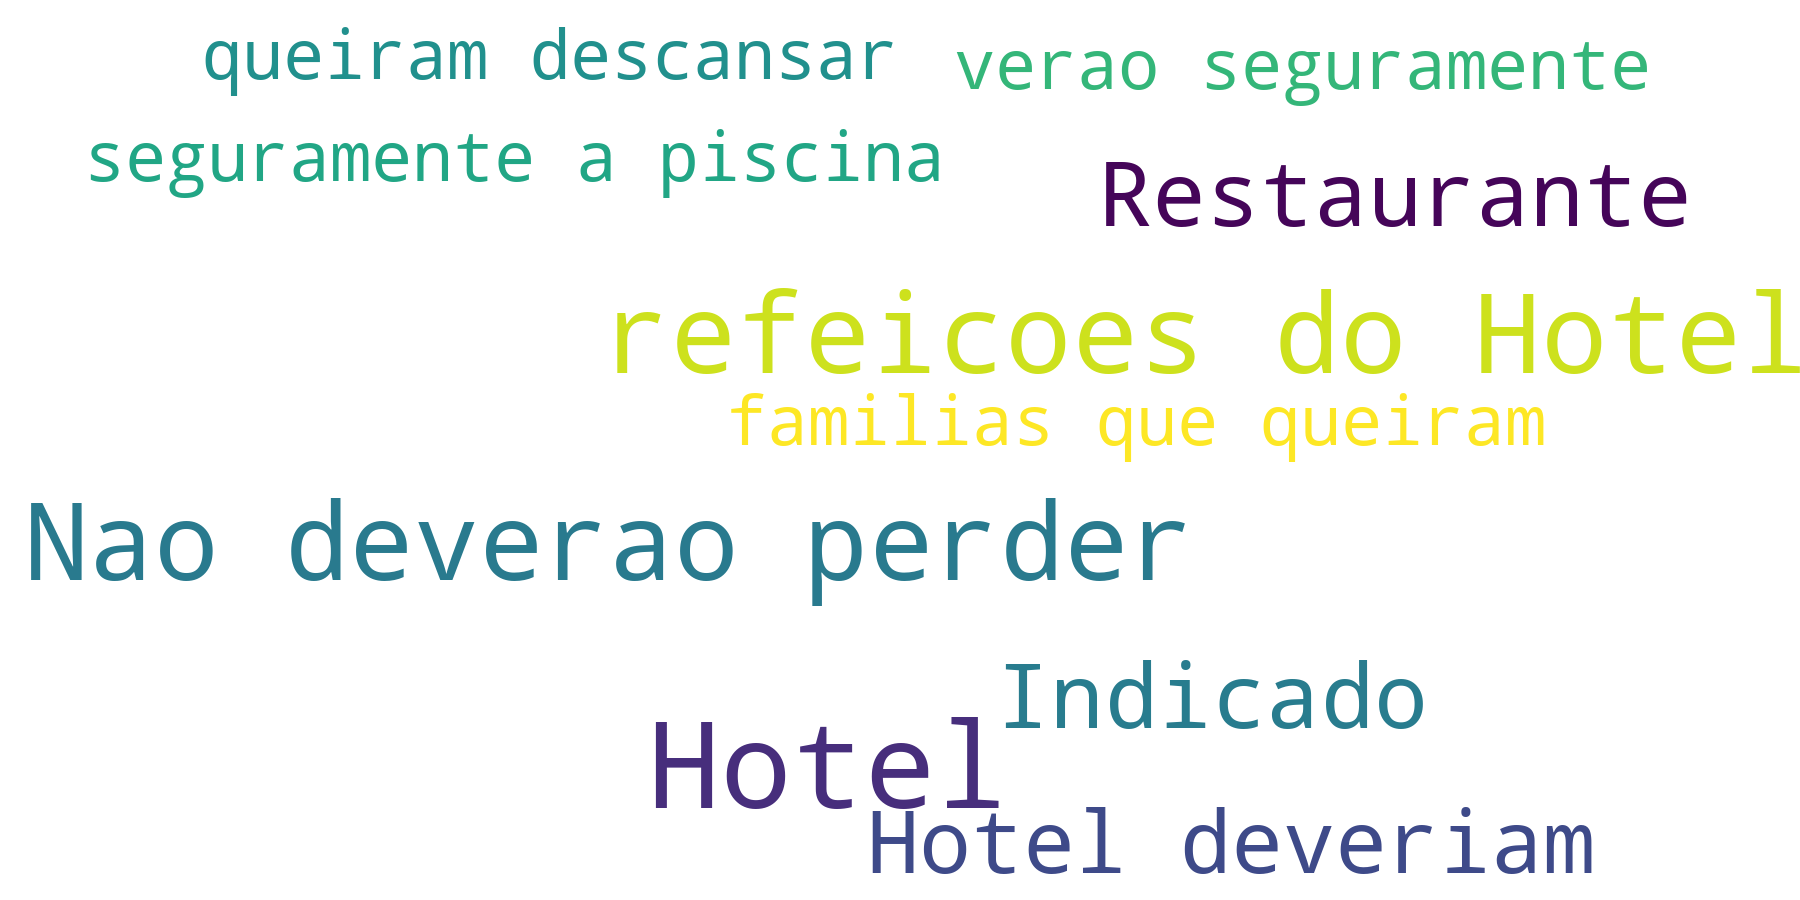 queiram descansar
verao seguramente
seguramente a piscina
Restaurante
refeicoes do Hotel
familias que queiram
Nao deverao perder
Indicado
Hotel
Hotel deveriam